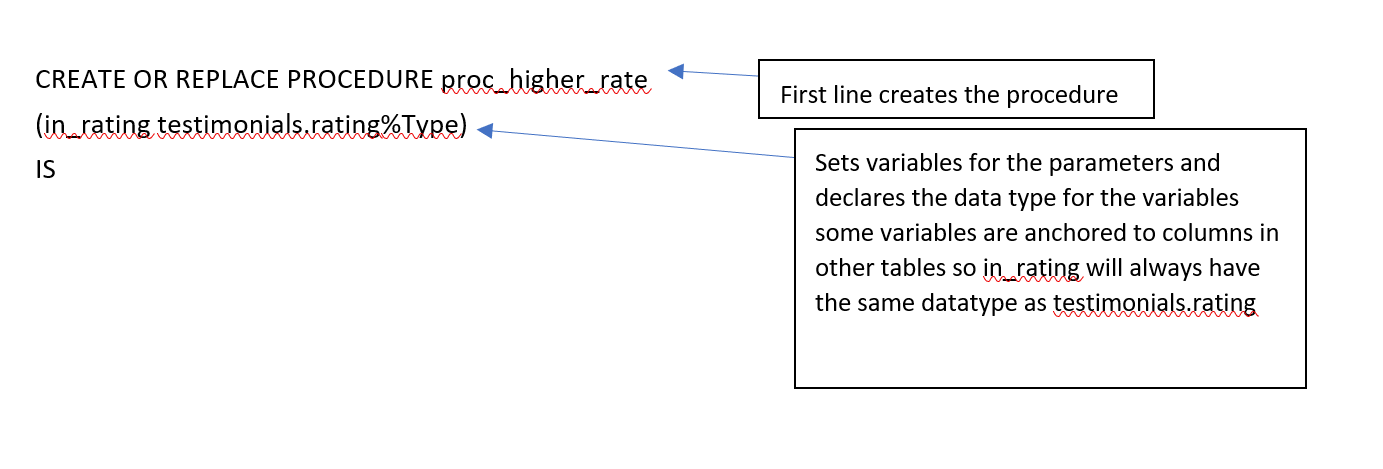 CREATE OR REPLACE PROCEDURE proc_higher_rate
(in_rating testimonials.rating%Type)
IS
First line creates the procedure
Sets variables for the parameters and
declares the data type for the variables
some variables are anchored to columns in
other tables so in_rating will always have
the same datatype as testimonials.rating